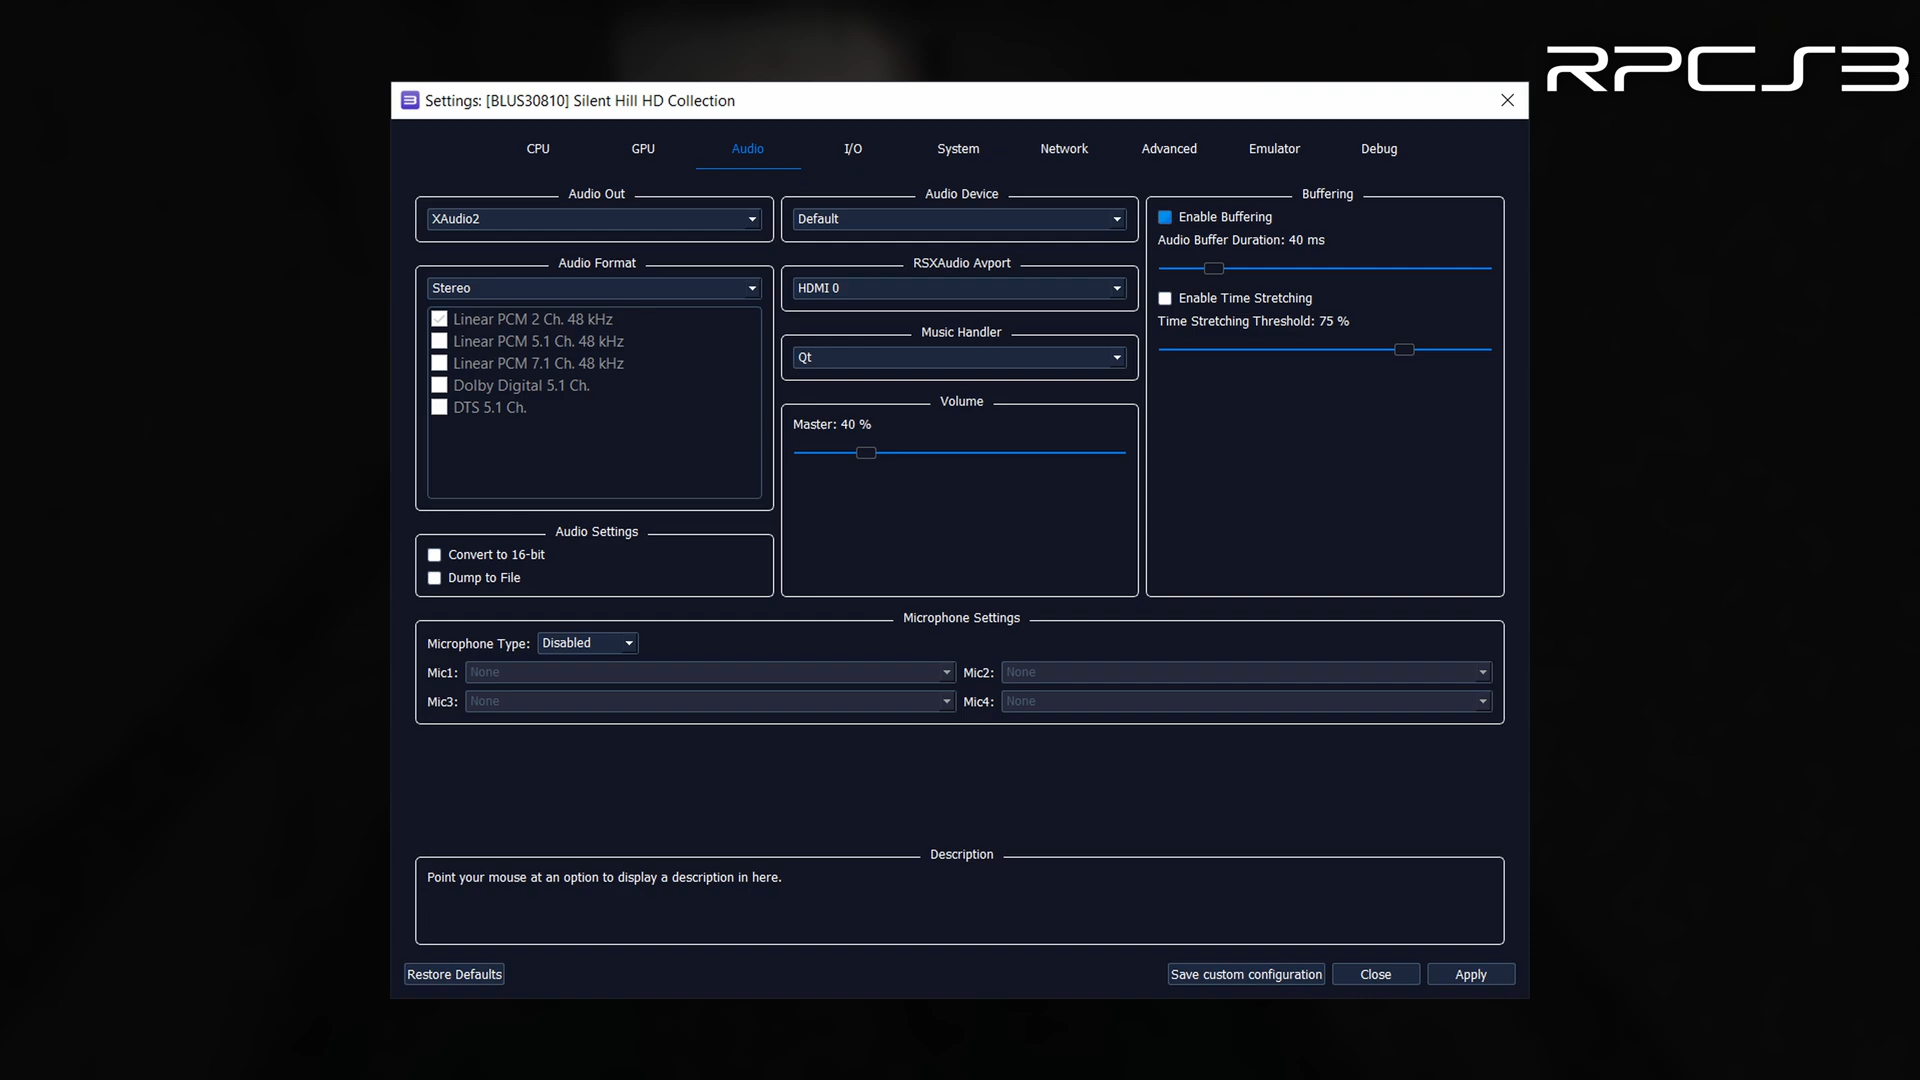 RPCS3
Settings: [BLUS30810] Silent Hill HD Collection
CPU
GPU
Audio
I/O
System
Network
Advanced
Emulator
Debug
Audio Out
XAudio2
Audio Device
Default
Buffering
Enable Buffering
Audio Buffer Duration: 40 ms
Enable Time Stretching
Time Stretching Threshold: 75 %
Audio Format
Stereo
Linear PCM 2 Ch. 48 kHz
Linear PCM 5.1 Ch. 48 kHz
Linear PCM 7.1 Ch. 48 kHz
Dolby Digital 5.1 Ch.
DTS 5.1 Ch.
RSXAudio Avport
HDMI 0
Music Handler
Qt
Volume
Master: 40 %
Audio Settings
Convert to 16-bit
Dump to File
Microphone Settings
Microphone Type: Disabled
Mic1: None
Mic2: None
Mic3: None
Mic4: None
Description
Point your mouse at an option to display a description in here.
Restore Defaults
Save custom configuration
Close
Apply